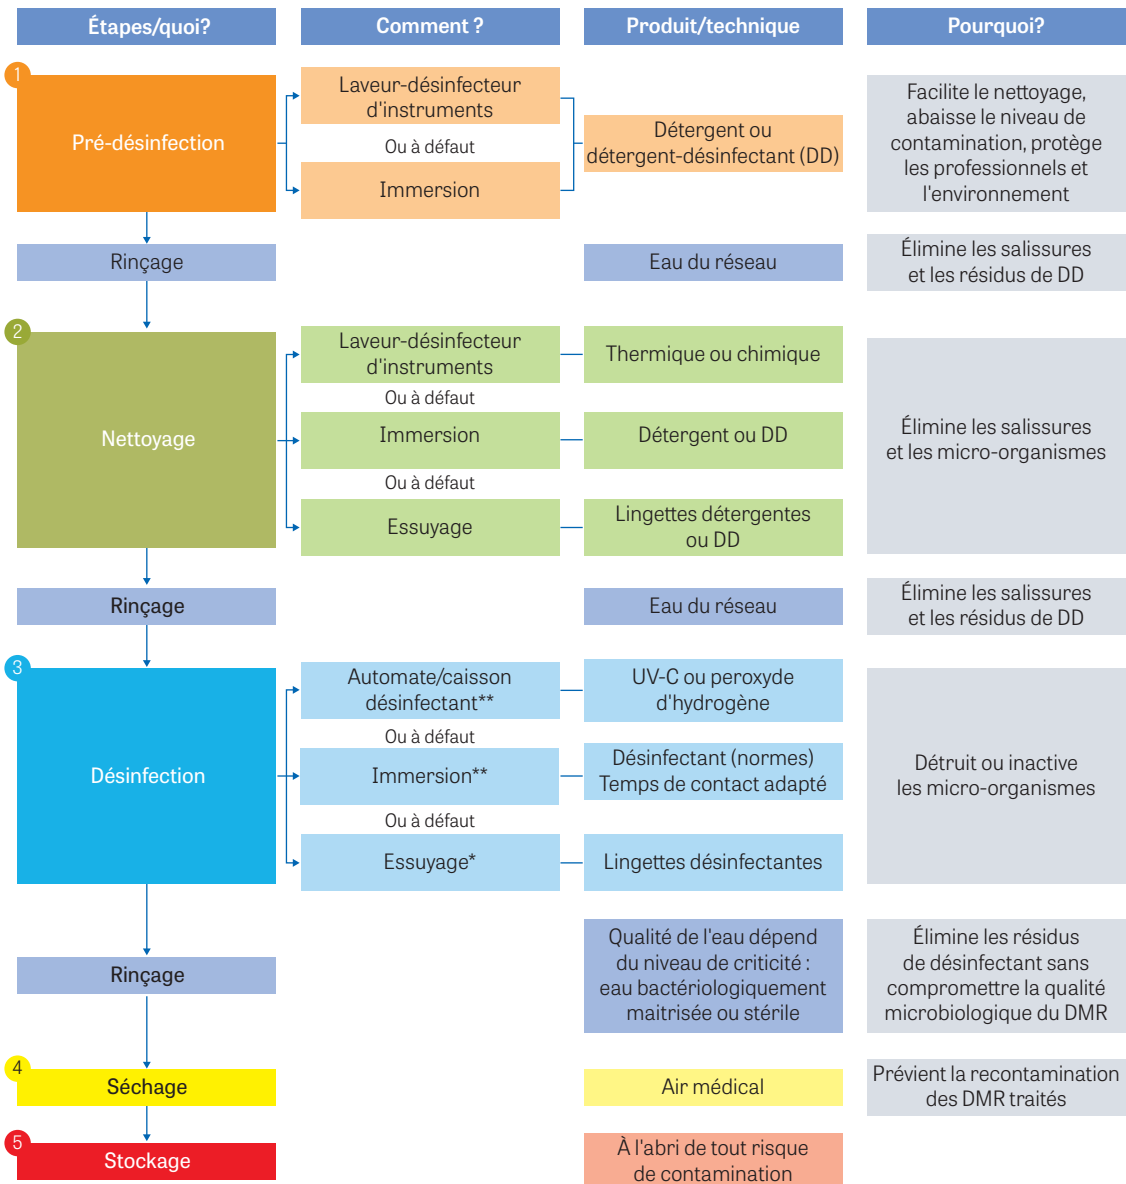 Étapes/quoi?
Comment ?
Produit/technique
Pourquoi?
1
Pré-désinfection
Laveur-désinfecteur
d'instruments
Ou à défaut
Immersion
Détergent ou
détergent-désinfectant (DD)
Facilite le nettoyage,
abaisse le niveau de
contamination, protège
les professionnels et
l'environnement
Rinçage
Eau du réseau
Élimine les salissures
et les résidus de DD
2
Nettoyage
Laveur-désinfecteur
d'instruments
Thermique ou chimique
Ou à défaut
Immersion
Détergent ou DD
Ou à défaut
Essuyage
Lingettes détergentes
ou DD
Élimine les salissures
et les micro-organismes
Rinçage
Eau du réseau
Élimine les salissures
et les résidus de DD
3
Désinfection
Automate/caisson
désinfectant**
UV-C ou peroxyde
d'hydrogène
Ou à défaut
Immersion**
Désinfectant (normes)
Temps de contact adapté
Ou à défaut
Essuyage*
Lingettes désinfectantes
Détruit ou inactive
les micro-organismes
Rinçage
Qualité de l'eau dépend
du niveau de criticité :
eau bactériologiquement
maitrisée ou stérile
Élimine les résidus
de désinfectant sans
compromettre la qualité
microbiologique du DMR
4
Séchage
Air médical
Prévient la recontamination
des DMR traités
5
Stockage
À l'abri de tout risque
de contamination